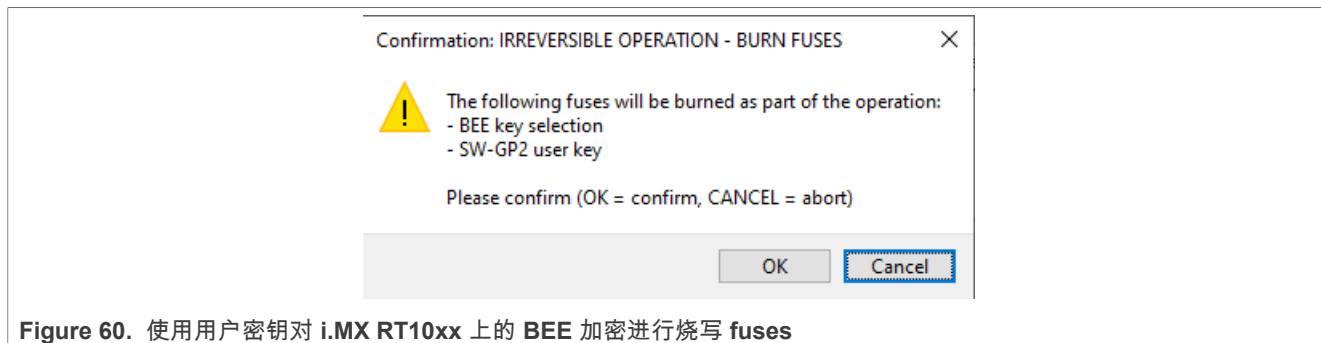 Confirmation: IRREVERSIBLE OPERATION - BURN FUSES
The following fuses will be burned as part of the operation:
- BEE key selection
- SW-GP2 user key
Please confirm (OK = confirm, CANCEL = abort)
OK Cancel
Figure 60. 使用用户密钥对 i.MX RT10xx 上的 BEE 加密进行烧写 fuses